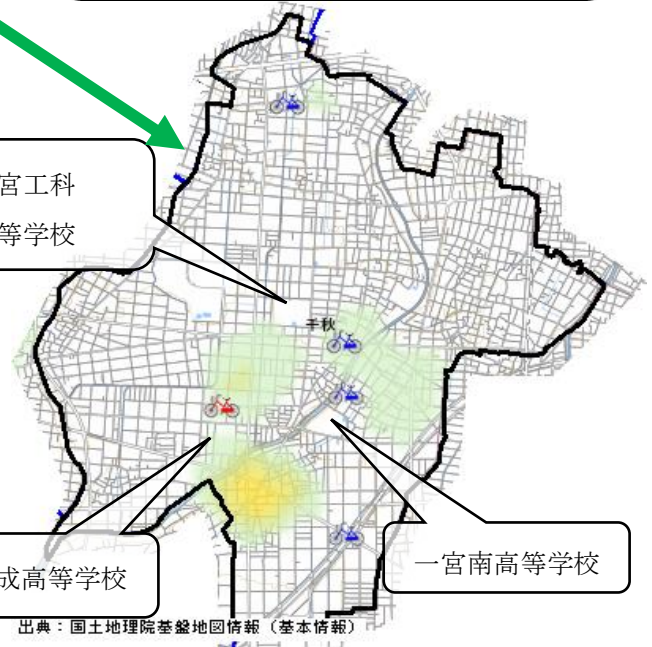 宮工科
等学校
千秋
一宮南高等学校
成高等学校
出典：国土地理院基盤地図情報（基本情報）